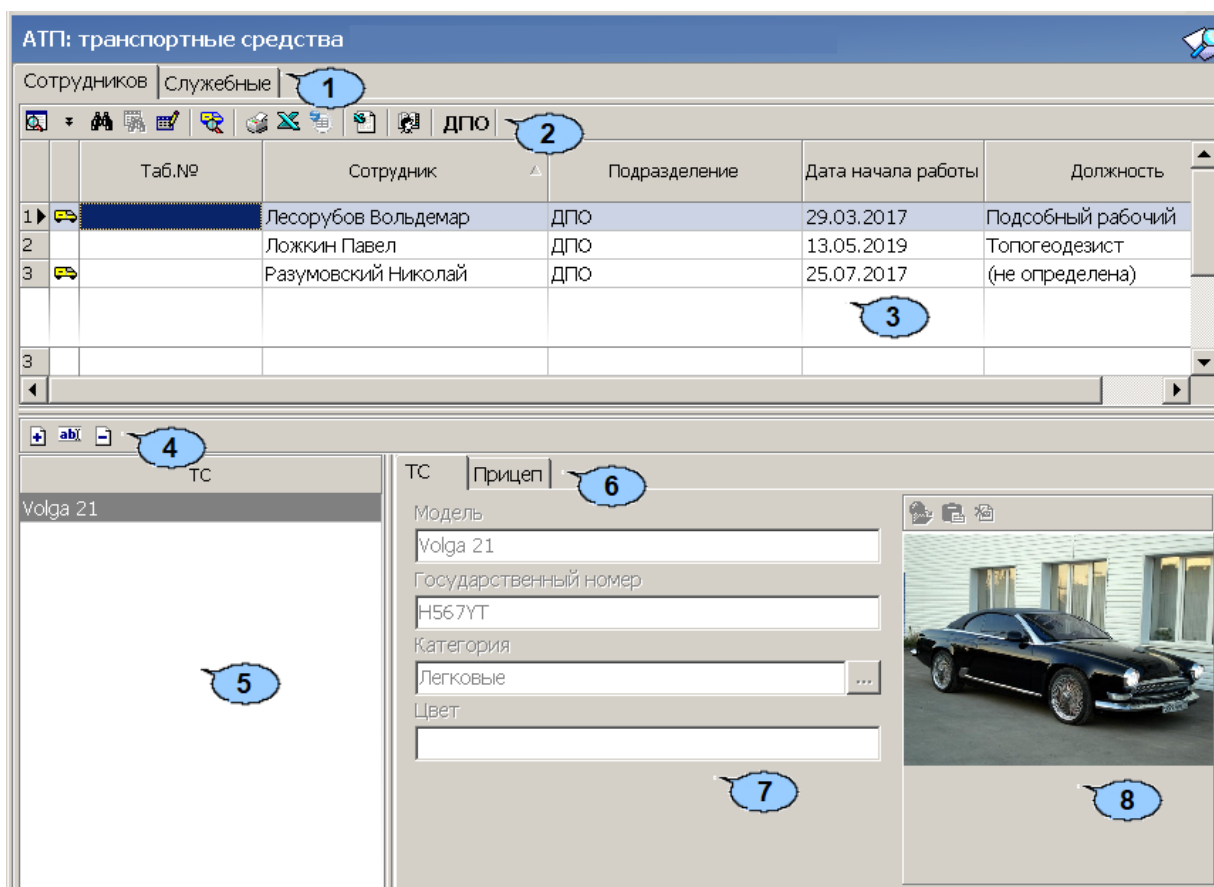 АТП: транспортные средства
Сотрудников Служебные 1
ДПО 2
Таб.№ Сотрудник Подразделение Дата начала работы Должность
1 Лесорубов Вольдемар ДПО 29.03.2017 Подсобный рабочий
2 Ложкин Павел ДПО 13.05.2019 Топогеодезист
3 Разумовский Николай ДПО 25.07.2017 (не определена)
3
3
abI 4
ТС ТС Прицеп 6
Volga 21 Модель
Volga 21
Государственный номер
H567YT
Категория
5 Легковые ...
Цвет
7 8